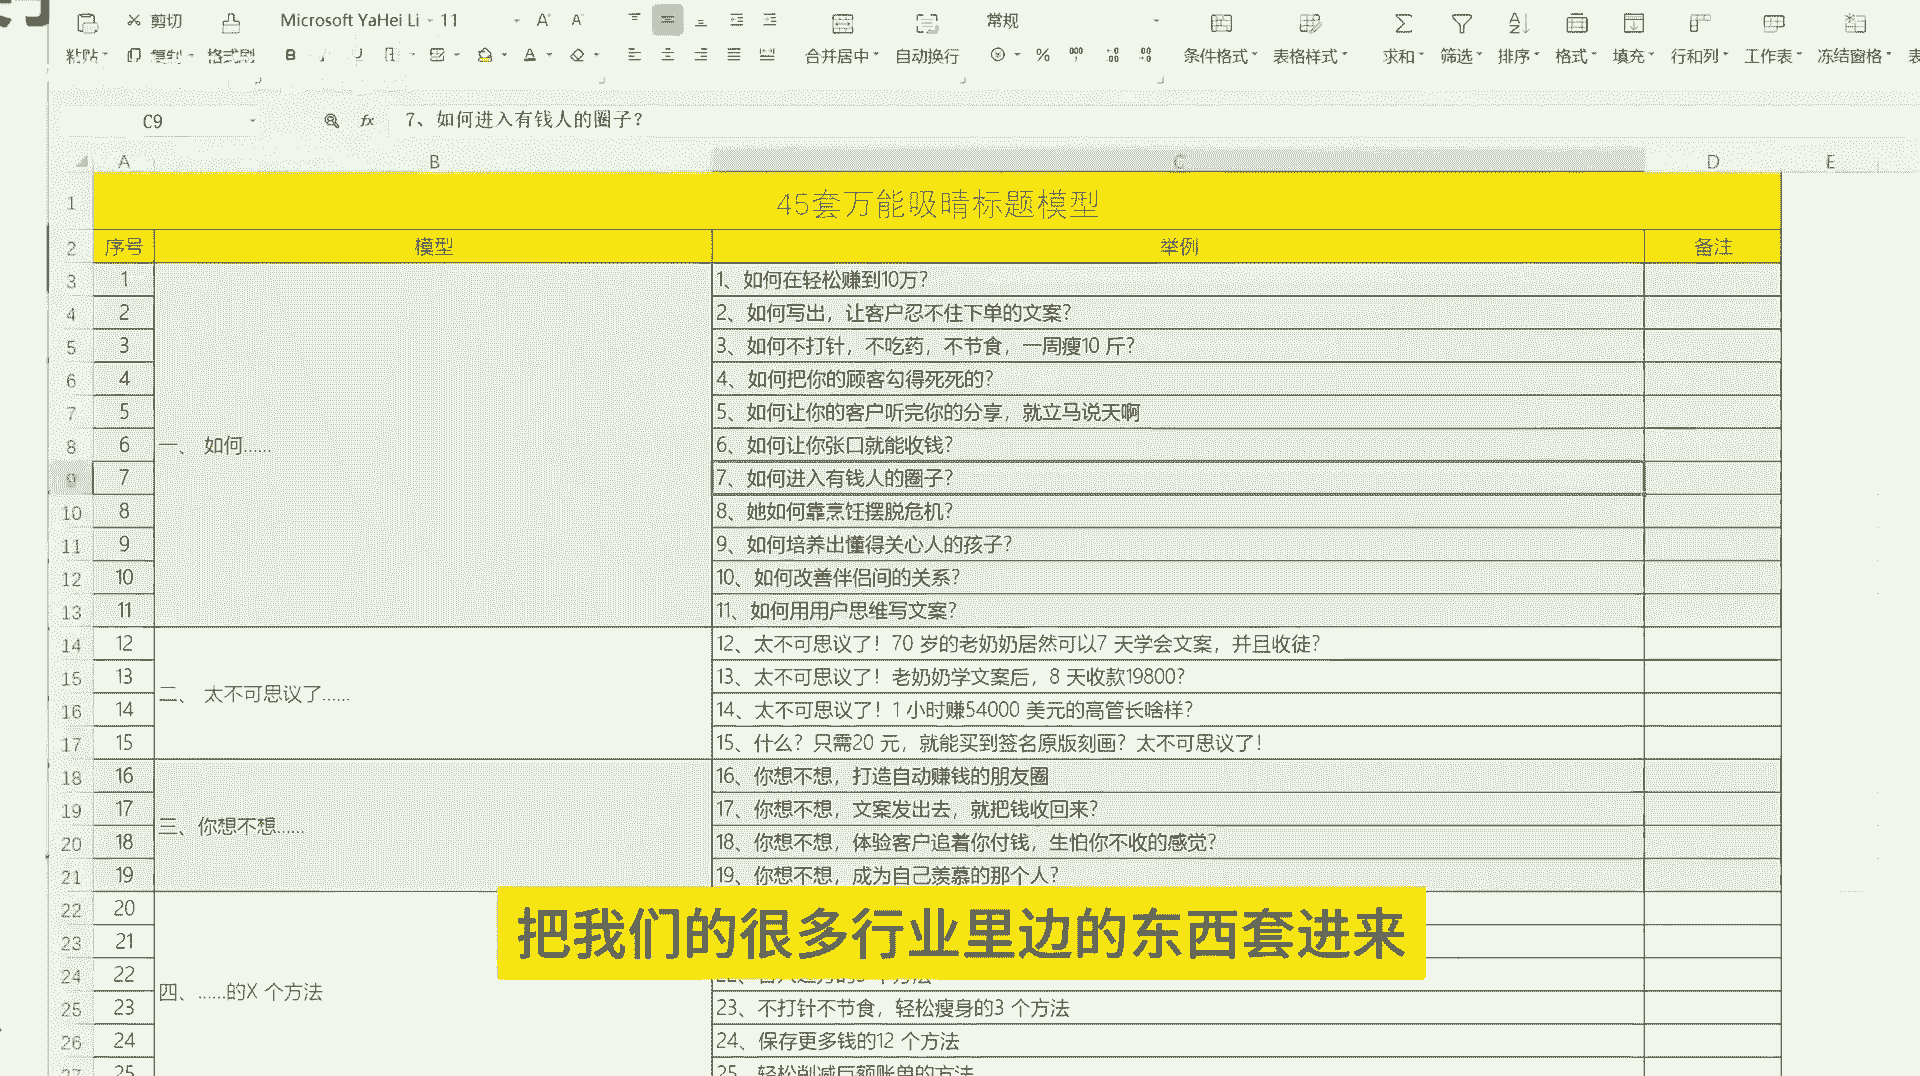 剪切 Microsoft YaHei Li 11 A⁺ A⁻ 常规
粘贴 复制 格式刷 B I U A 合并居中 自动换行 % 000 条件格式 表格样式 求和 筛选 排序 格式 填充 行和列 工作表 冻结窗格
C9 fx 7、如何进入有钱人的圈子？
A B C D E
1 45套万能吸睛标题模型
2 序号 模型 举例 备注
3 1 1、如何在轻松赚到10万？
4 2 2、如何写出，让客户忍不住下单的文案？
5 3 3、如何不打针，不吃药，不节食，一周瘦10 斤？
6 4 4、如何把你的顾客勾得死死的？
7 5 5、如何让你的客户听完你的分享，就立马说天啊
8 6 一、 如何...... 6、如何让你张口就能收钱？
9 7 7、如何进入有钱人的圈子？
10 8 8、她如何靠烹饪摆脱危机？
11 9 9、如何培养出懂得关心人的孩子？
12 10 10、如何改善伴侣间的关系？
13 11 11、如何用用户思维写文案？
14 12 12、太不可思议了！70 岁的老奶奶居然可以7 天学会文案，并且收徒？
15 13 13、太不可思议了！老奶奶学文案后，8 天收款19800？
二、 太不可思议了......
16 14 14、太不可思议了！1 小时赚54000 美元的高管长啥样？
17 15 15、什么？只需20 元，就能买到签名原版刻画？太不可思议了！
18 16 16、你想不想，打造自动赚钱的朋友圈
19 17 17、你想不想，文案发出去，就把钱收回来？
三、你想不想......
20 18 18、你想不想，体验客户追着你付钱，生怕你不收的感觉？
21 19 19、你想不想，成为自己羡慕的那个人？
22 20
23 21
把我们的很多行业里边的东西套进来
24 22
四、......的X 个方法
25 23 23、不打针不节食，轻松瘦身的3 个方法
26 24 24、保存更多钱的12 个方法
27 25 25、轻松削减巨额账单的方法